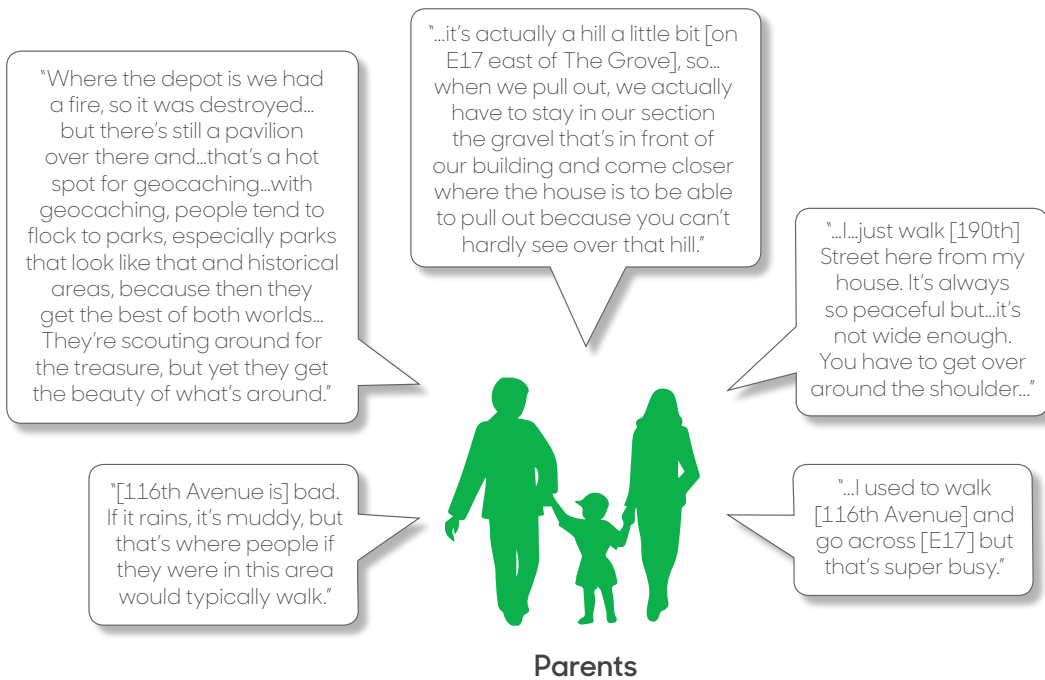 “Where the depot is we had
a fire, so it was destroyed...
but there’s still a pavilion
over there and...that’s a hot
spot for geocaching...with
geocaching, people tend to
flock to parks, especially parks
that look like that and historical
areas, because then they
get the best of both worlds...
They’re scouting around for
the treasure, but yet they get
the beauty of what’s around.”
“...it’s actually a hill a little bit [on
E17 east of The Grove], so...
when we pull out, we actually
have to stay in our section
the gravel that’s in front of
our building and come closer
where the house is to be able
to pull out because you can’t
hardly see over that hill.”
“...I...just walk [190th]
Street here from my
house. It’s always
so peaceful but...it’s
not wide enough.
You have to get over
around the shoulder...”
“[116th Avenue is] bad.
If it rains, it’s muddy, but
that’s where people if
they were in this area
would typically walk.”
“...I used to walk
[116th Avenue] and
go across [E17] but
that’s super busy.”
Parents